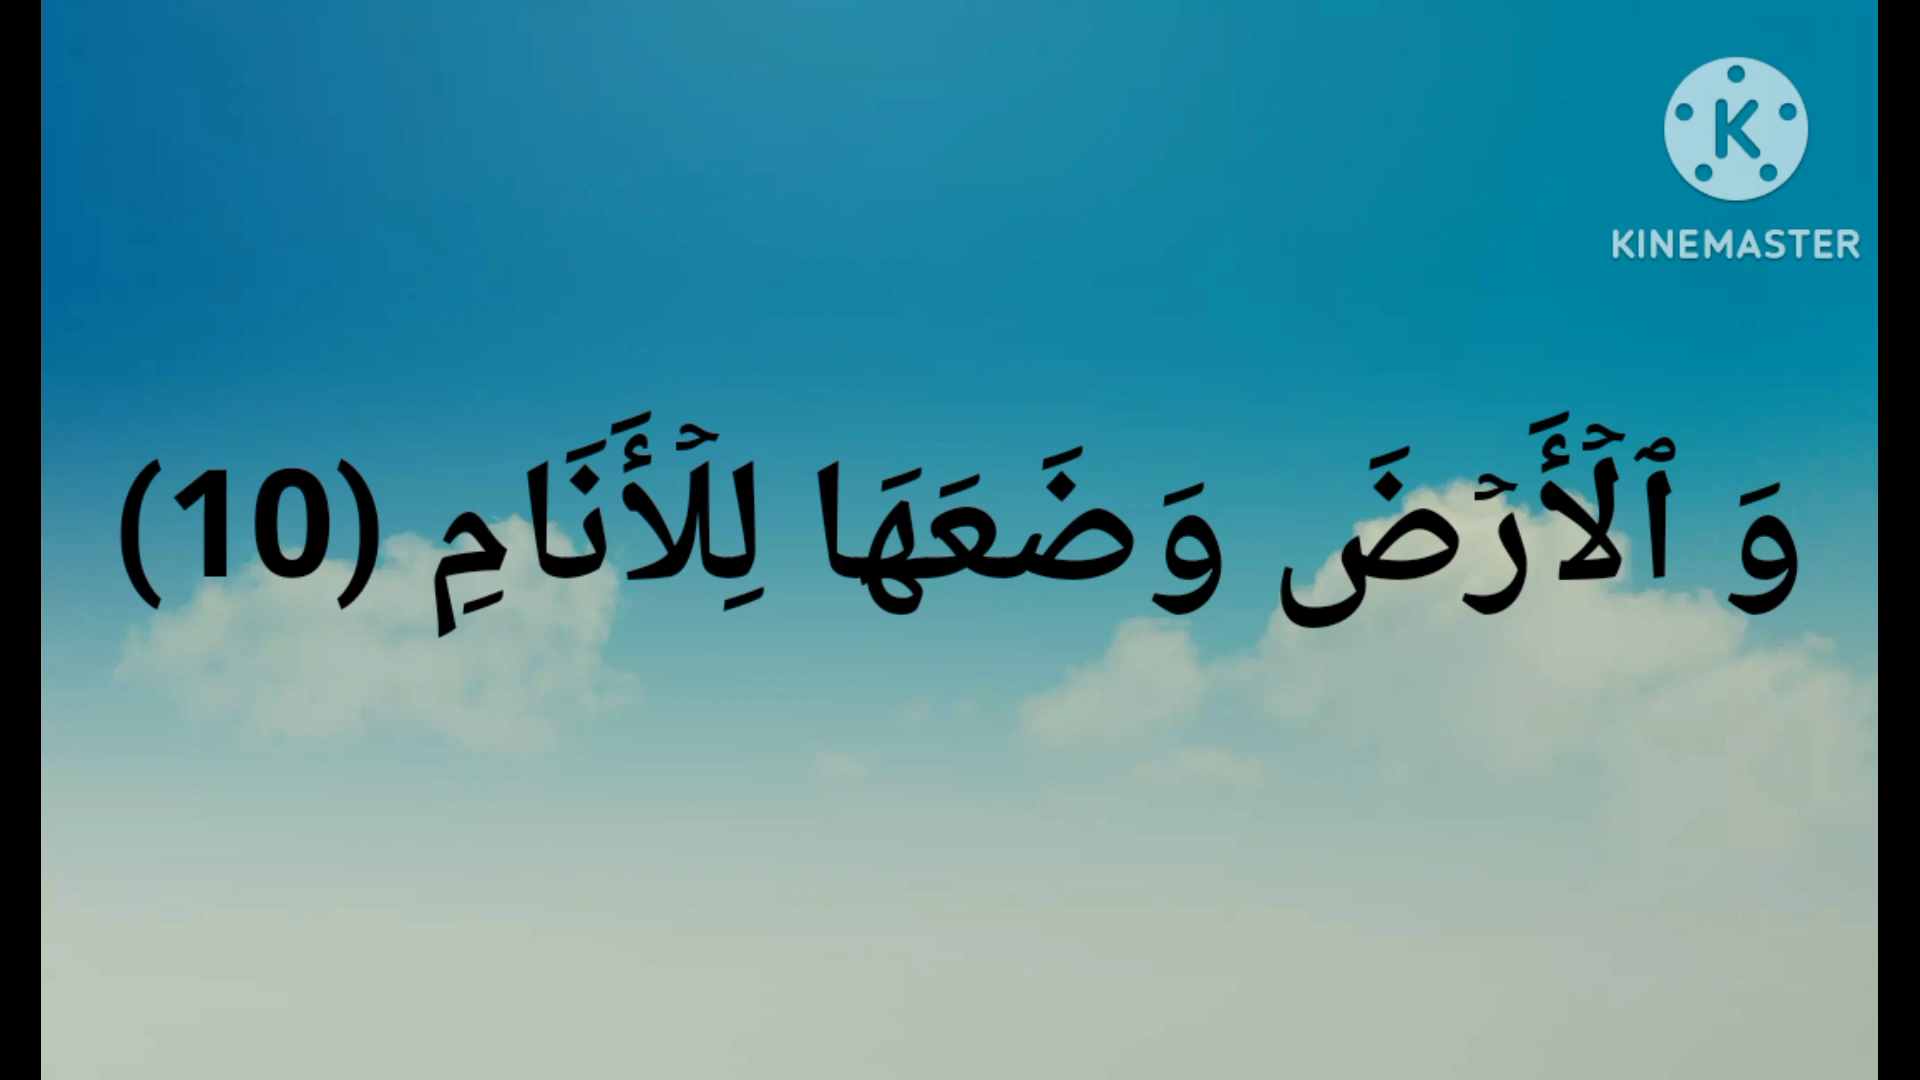 KINEMASTER
وَ ٱلۡأَرۡضَ وَضَعَهَا لِلۡأَنَامِ (10)